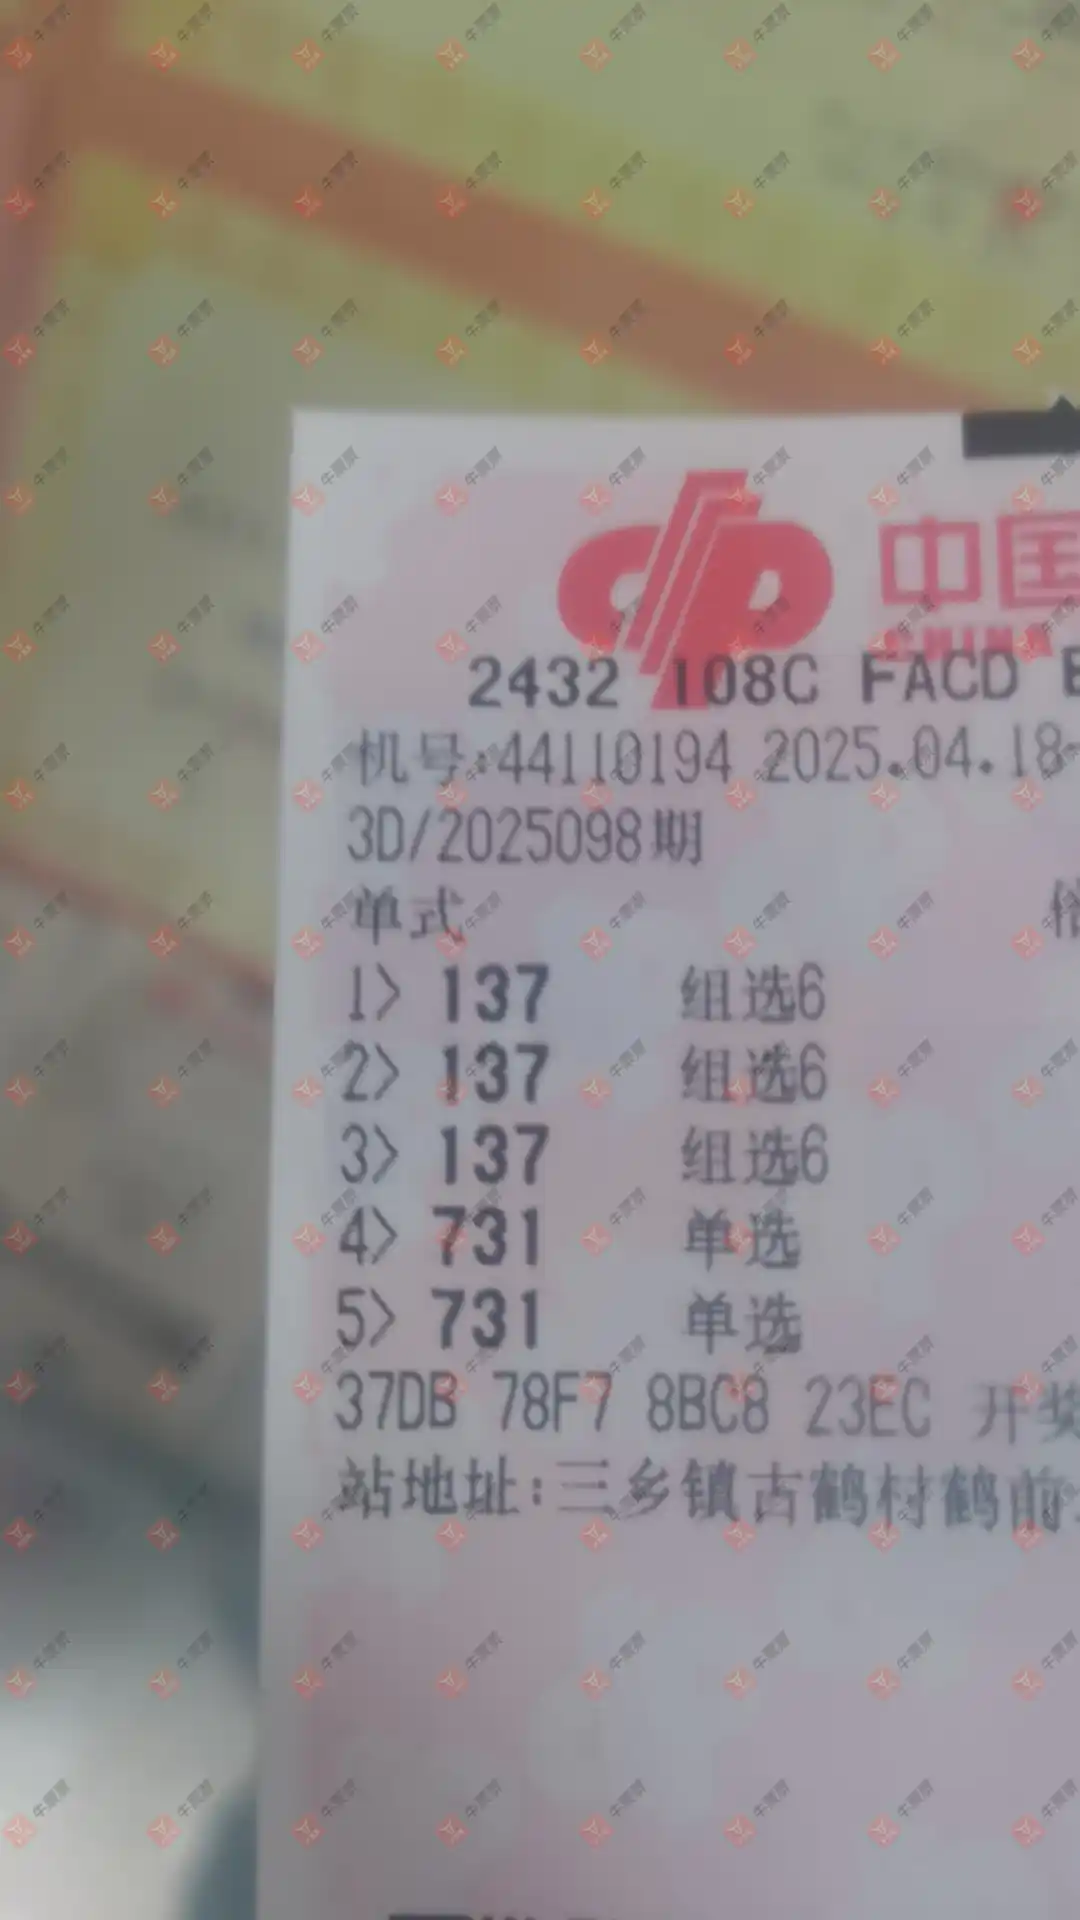 中国
CHINA
2432 108C FACD
机号:44110194 2025.04.18-
3D/2025098期
单式
1> 137 组选6
2> 137 组选6
3> 137 组选6
4> 731 单选
5> 731 单选
37DB 78F7 8BC8 23EC 开奖
站地址:三乡镇古鹤村鹤前